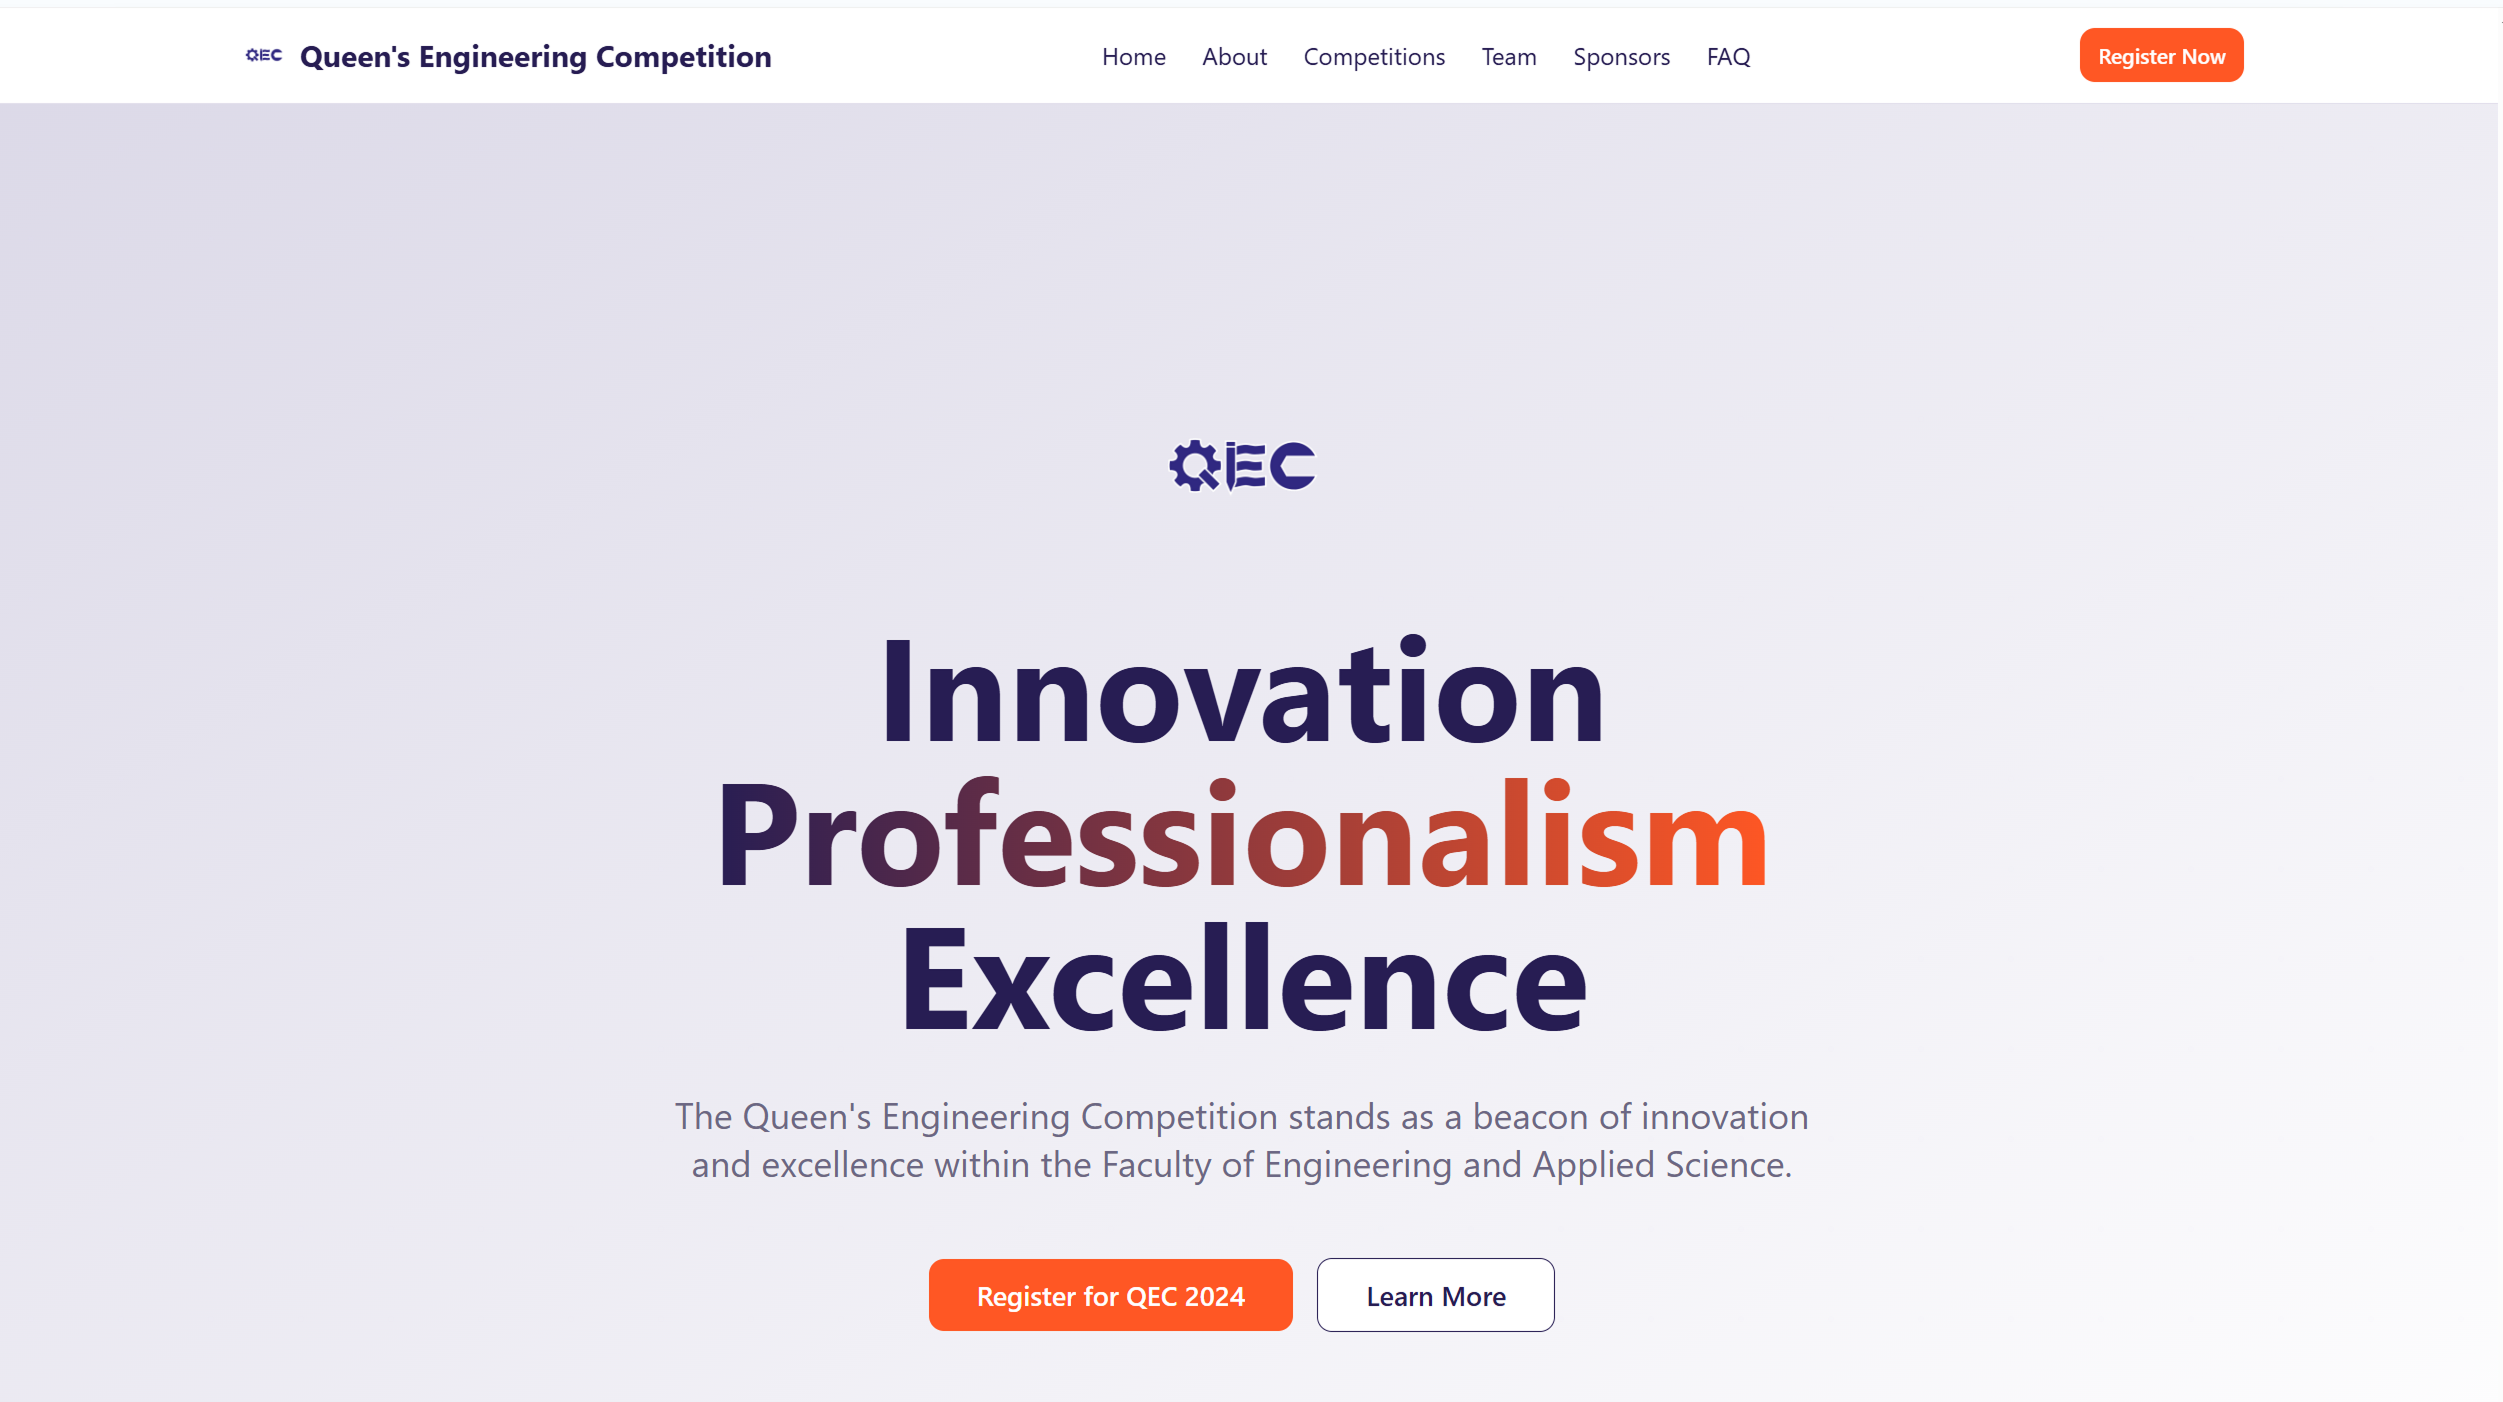 QEC Queen's Engineering Competition Home About Competitions Team Sponsors FAQ Register Now
QEC
Innovation
Professionalism
Excellence
The Queen's Engineering Competition stands as a beacon of innovation
and excellence within the Faculty of Engineering and Applied Science.
Register for QEC 2024 Learn More